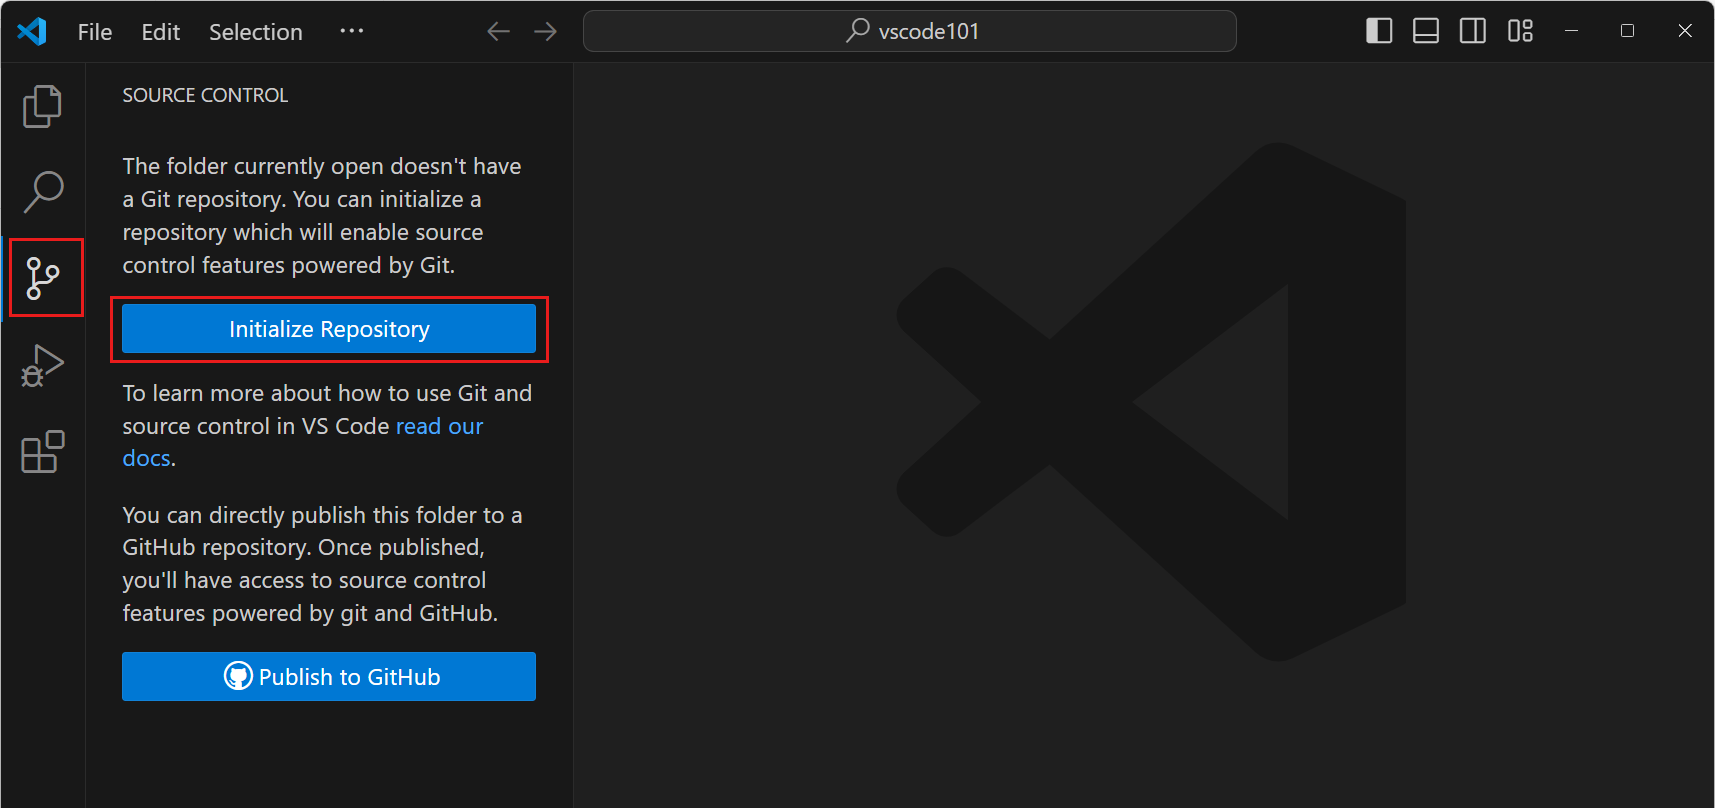 File Edit Selection ···
vscode101
SOURCE CONTROL
The folder currently open doesn't have
a Git repository. You can initialize a
repository which will enable source
control features powered by Git.
Initialize Repository
To learn more about how to use Git and
source control in VS Code read our
docs.
You can directly publish this folder to a
GitHub repository. Once published,
you'll have access to source control
features powered by git and GitHub.
Publish to GitHub